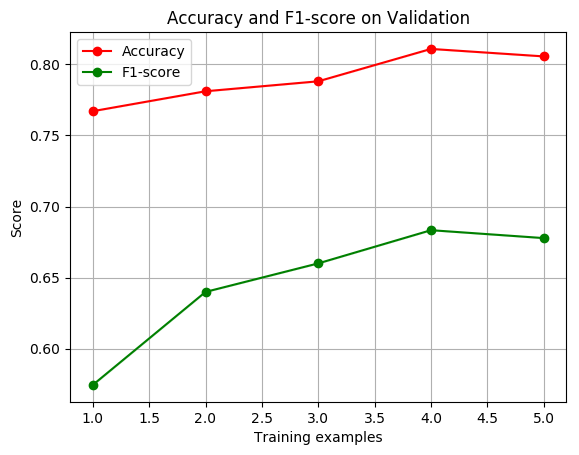 Accuracy and F1-score on Validation
Accuracy
F1-score
0.80
0.75
0.70
0.65
0.60
Score
1.0 1.5 2.0 2.5 3.0 3.5 4.0 4.5 5.0
Training examples